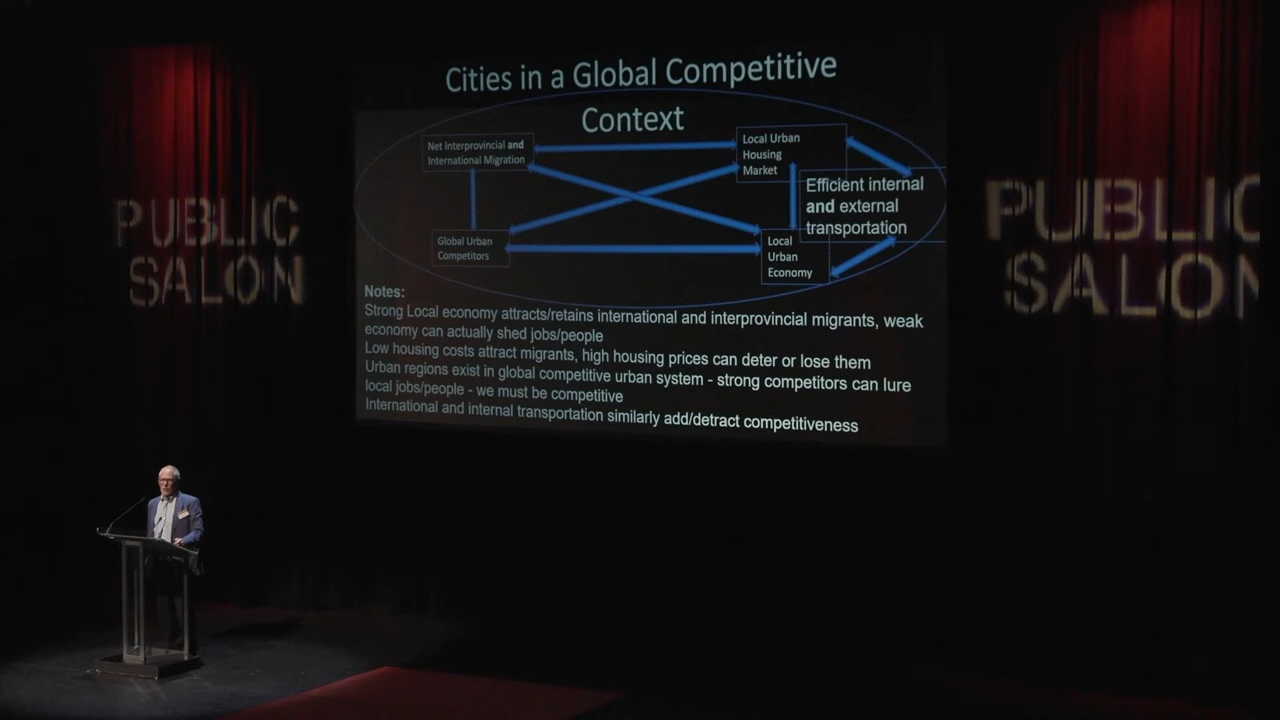 Cities in a Global Competitive
Context
Net Interprovincial and
International Migration
Local Urban
Housing
Market
Efficient internal
and external
transportation
Global Urban
Competitors
Local
Urban
Economy
PUBLIC
SALON
PUBLIC
SALON
Notes:
Strong Local economy attracts/retains international and interprovincial migrants, weak
economy can actually shed jobs/people
Low housing costs attract migrants, high housing prices can deter or lose them
Urban regions exist in global competitive urban system - strong competitors can lure
local jobs/people - we must be competitive
International and internal transportation similarly add/detract competitiveness